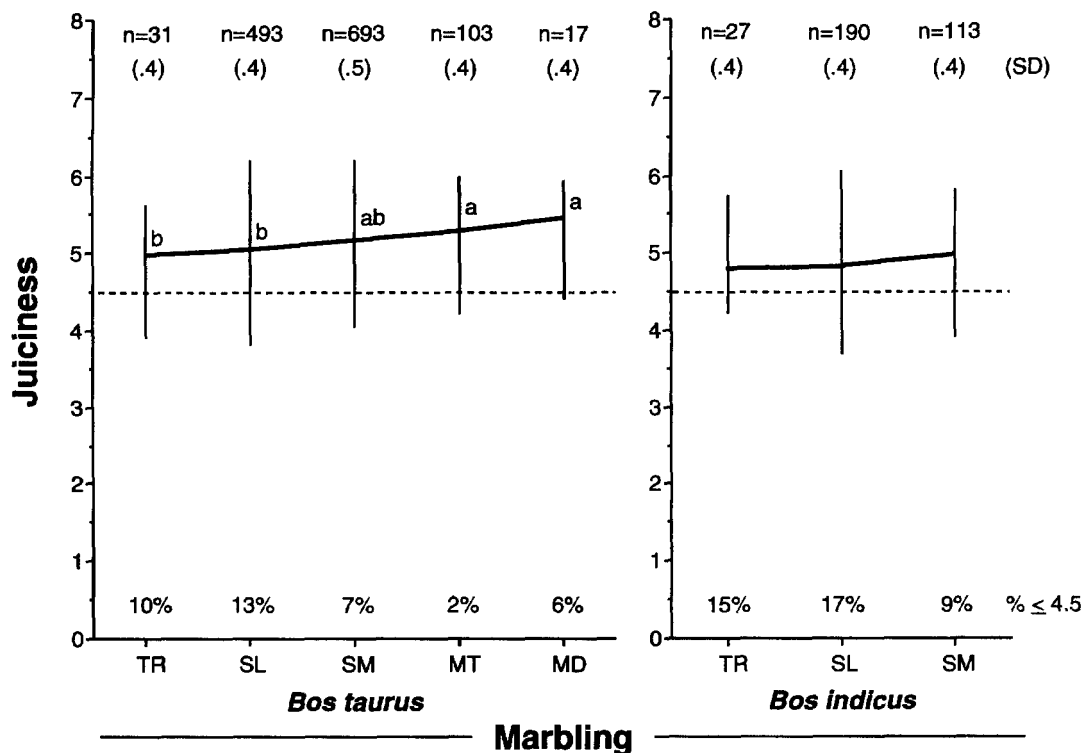 8
7
6
5
4
3
2
1
0
Juiciness
n=31 n=493 n=693 n=103 n=17
(.4) (.4) (.5) (.4) (.4)
b b ab a a
10% 13% 7% 2% 6%
TR SL SM MT MD
Bos taurus
8
7
6
5
4
3
2
1
0
n=27 n=190 n=113
(.4) (.4) (.4) (SD)
15% 17% 9% % ≤ 4.5
TR SL SM
Bos indicus
Marbling